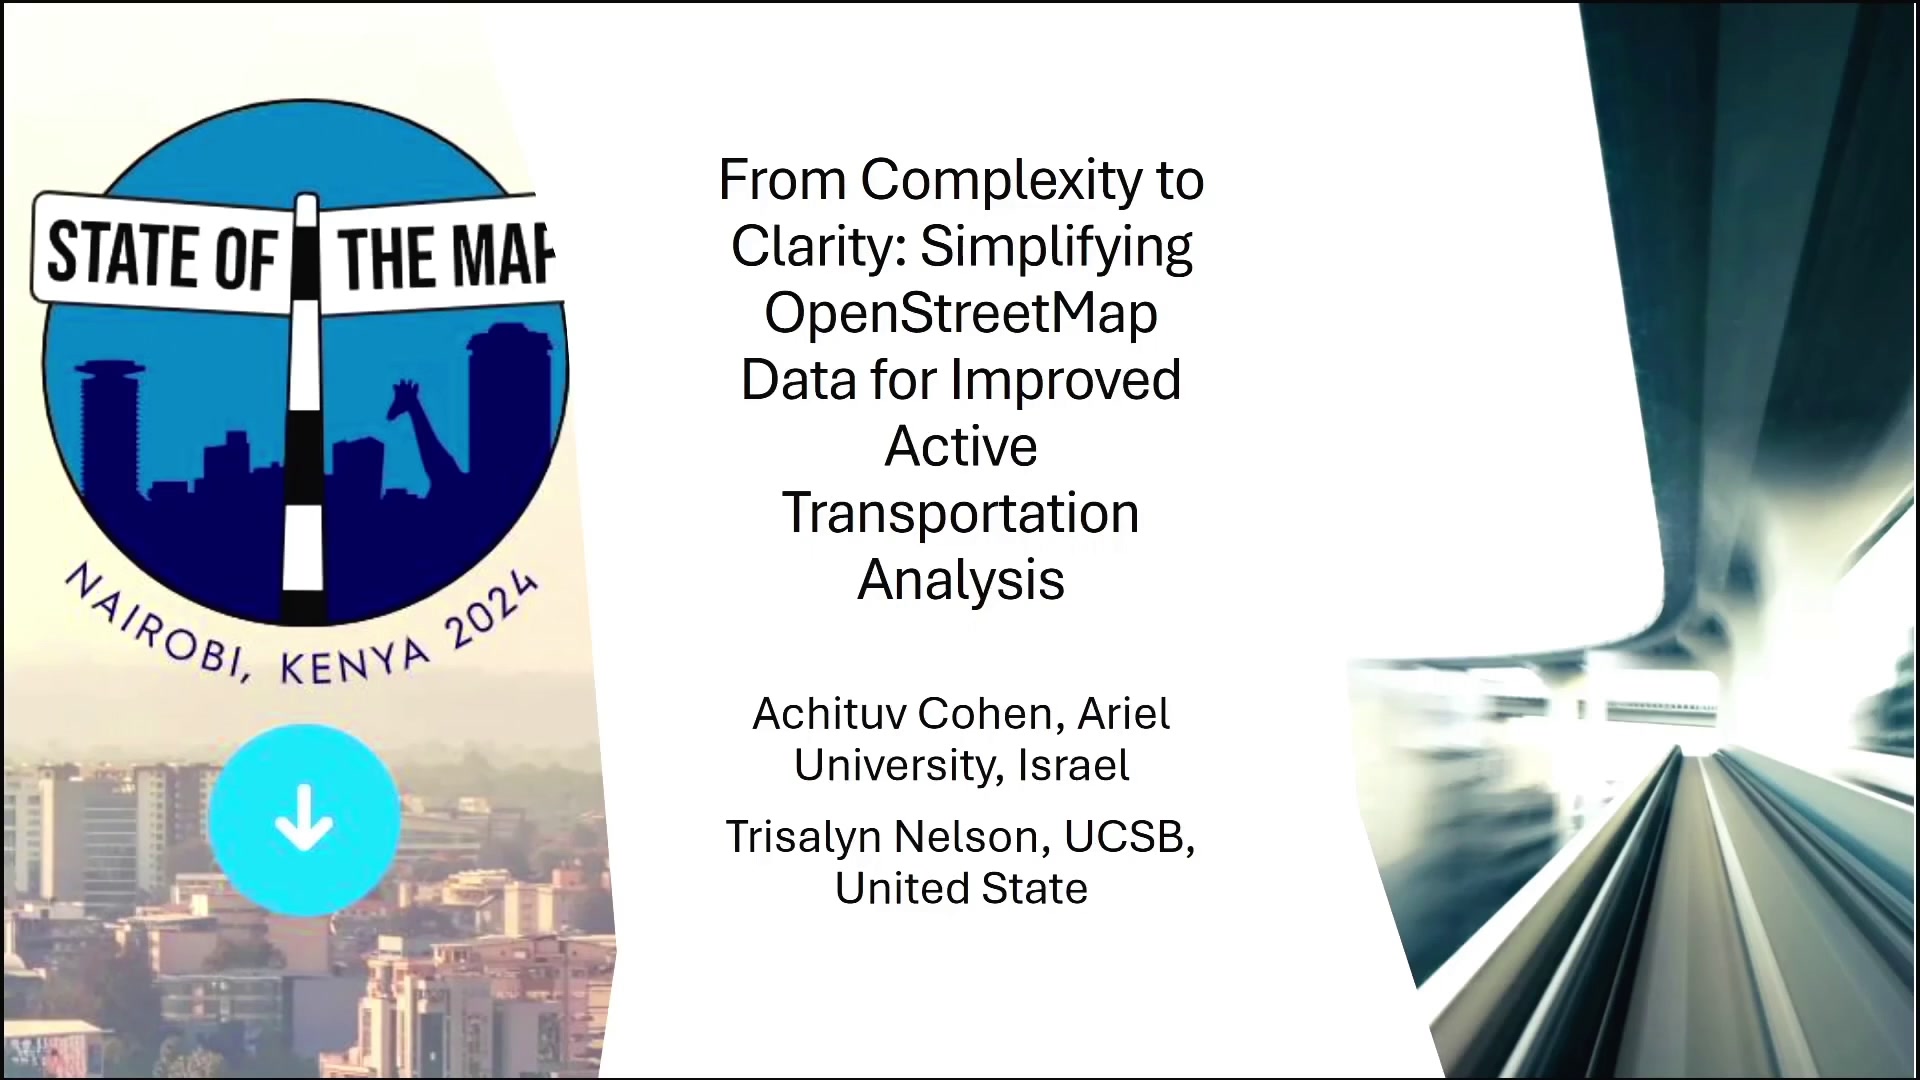 STATE OF THE MAP
NAIROBI, KENYA 2024
From Complexity to
Clarity: Simplifying
OpenStreetMap
Data for Improved
Active
Transportation
Analysis
Achituv Cohen, Ariel
University, Israel
Trisalyn Nelson, UCSB,
United State